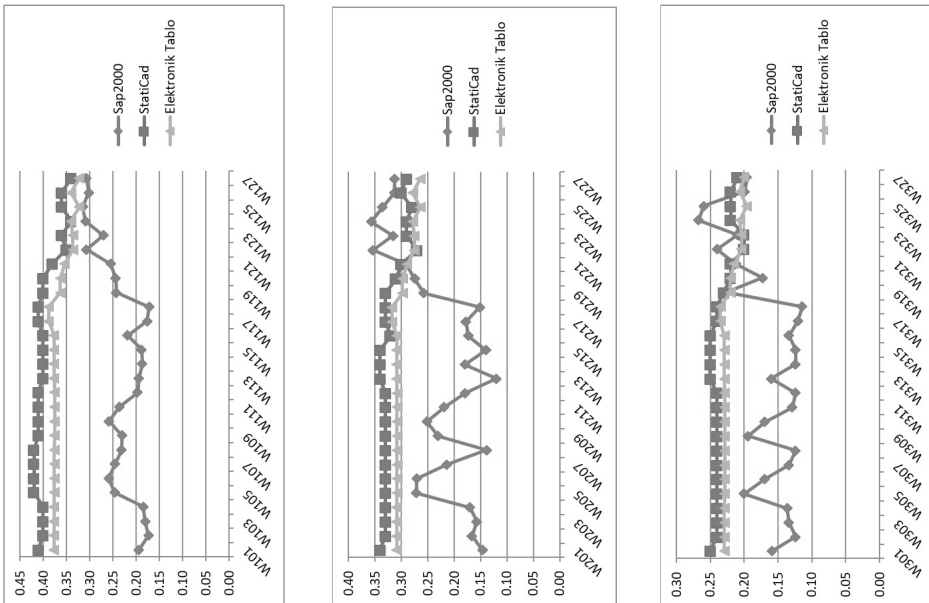 Sap2000
StatiCad
Elektronik Tablo
0.45
0.40
0.35
0.30
0.25
0.20
0.15
0.10
0.05
0.00
W101
W103
W105
W107
W109
W111
W113
W115
W117
W119
W121
W123
W125
W127
Sap2000
StatiCad
Elektronik Tablo
0.40
0.35
0.30
0.25
0.20
0.15
0.10
0.05
0.00
W201
W203
W205
W207
W209
W211
W213
W215
W217
W219
W221
W223
W225
W227
Sap2000
StatiCad
Elektronik Tablo
0.30
0.25
0.20
0.15
0.10
0.05
0.00
W301
W303
W305
W307
W309
W311
W313
W315
W317
W319
W321
W323
W325
W327